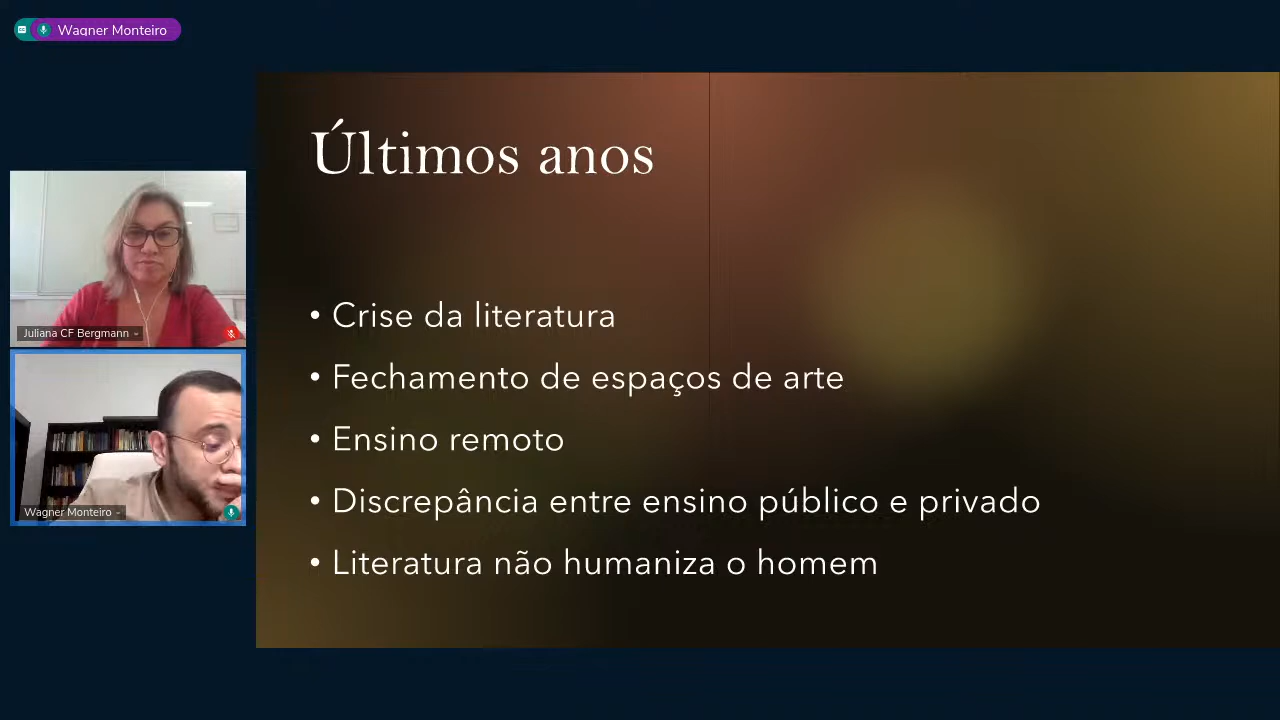 Wagner Monteiro
Últimos anos
• Crise da literatura
• Fechamento de espaços de arte
• Ensino remoto
• Discrepância entre ensino público e privado
• Literatura não humaniza o homem
Juliana CF Bergmann
Wagner Monteiro